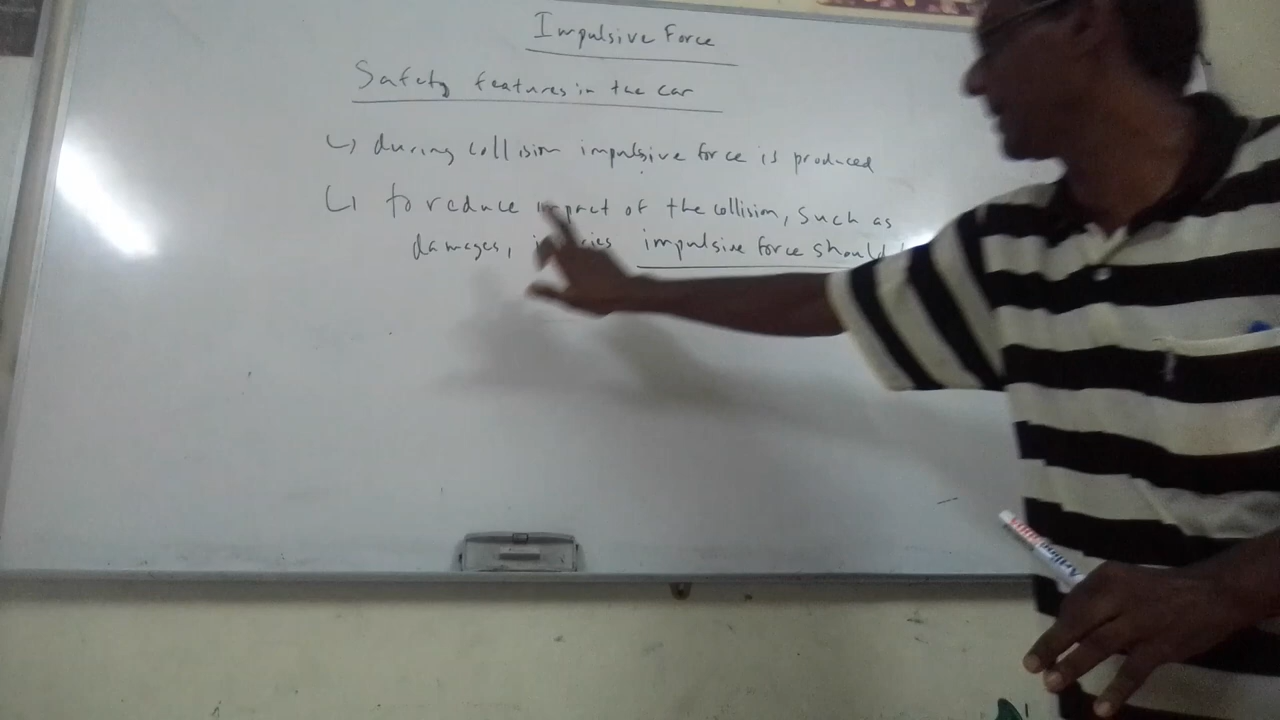 Impulsive Force
Safety features in the car
↳ during collision impulsive force is produced
↳ to reduce impact of the collision, such as
damages, impulsive force should
Artline